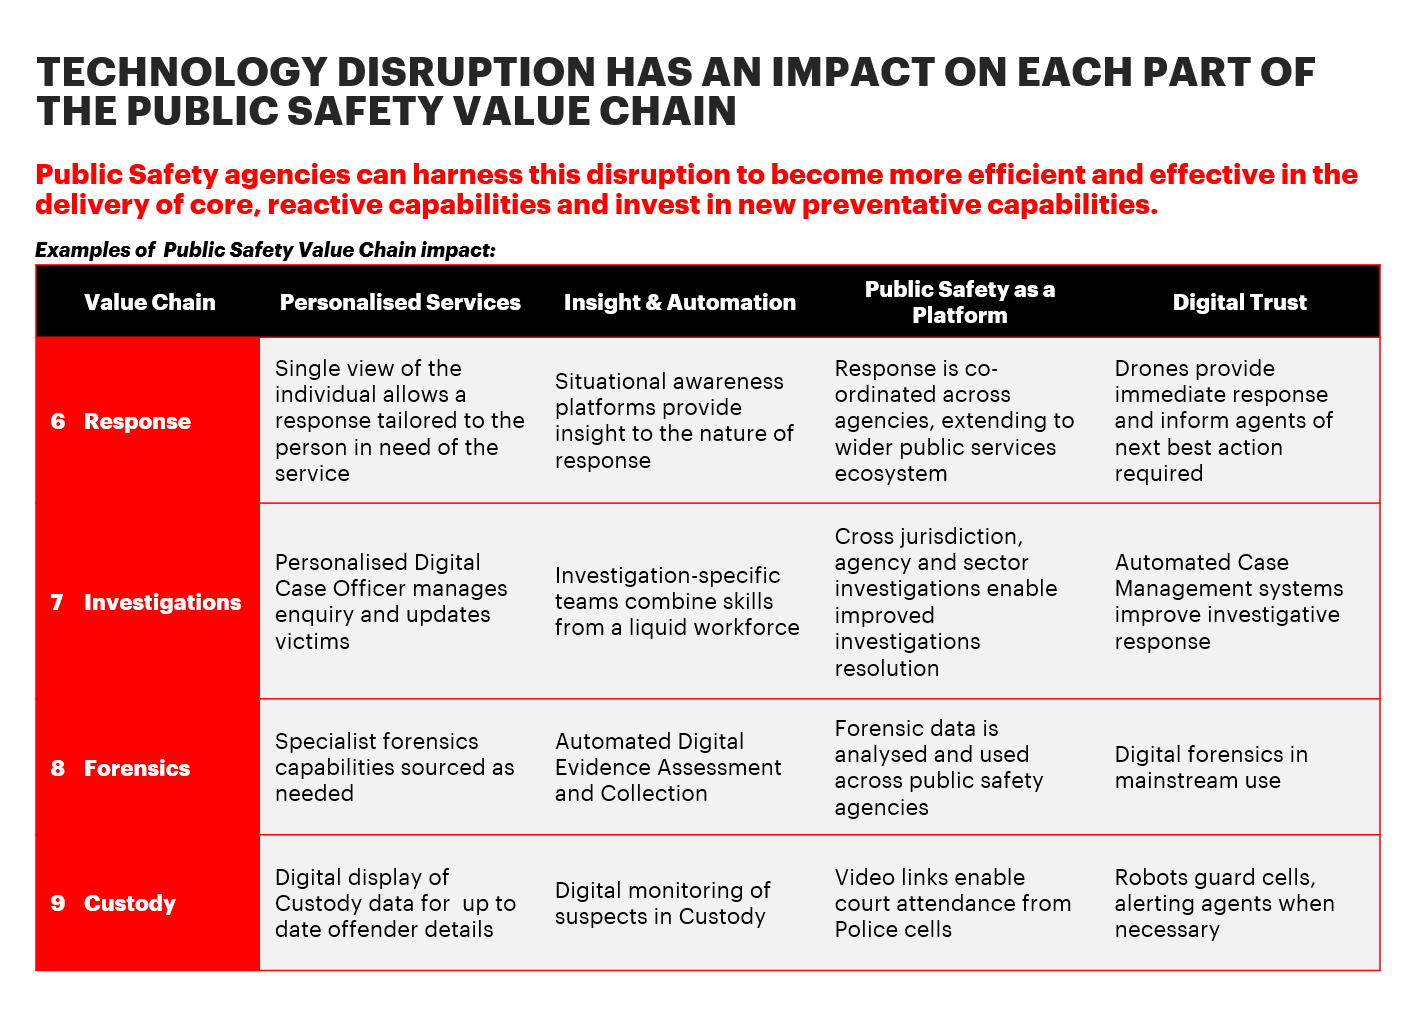 TECHNOLOGY DISRUPTION HAS AN IMPACT ON EACH PART OF
THE PUBLIC SAFETY VALUE CHAIN
Public Safety agencies can harness this disruption to become more efficient and effective in the
delivery of core, reactive capabilities and invest in new preventative capabilities.
Examples of  Public Safety Value Chain impact:
Value Chain
Personalised Services
Insight & Automation
Public Safety as a
Platform
Digital Trust
6 Response
Single view of the
individual allows a
response tailored to the
person in need of the
service
Situational awareness
platforms provide
insight to the nature of
response
Response is co-
ordinated across
agencies, extending to
wider public services
ecosystem
Drones provide
immediate response
and inform agents of
next best action
required
7 Investigations
Personalised Digital
Case Officer manages
enquiry and updates
victims
Investigation-specific
teams combine skills
from a liquid workforce
Cross jurisdiction,
agency and sector
investigations enable
improved
investigations
resolution
Automated Case
Management systems
improve investigative
response
8 Forensics
Specialist forensics
capabilities sourced as
needed
Automated Digital
Evidence Assessment
and Collection
Forensic data is
analysed and used
across public safety
agencies
Digital forensics in
mainstream use
9 Custody
Digital display of
Custody data for  up to
date offender details
Digital monitoring of
suspects in Custody
Video links enable
court attendance from
Police cells
Robots guard cells,
alerting agents when
necessary